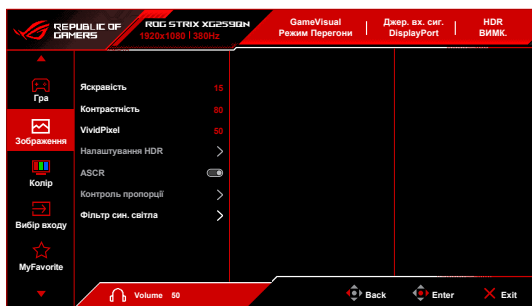 REPUBLIC OF
GAMERS
ROG STRIX XG259QN
1920x1080 | 380Hz
GameVisual
Режим Перегони
Джер. вх. сиг.
DisplayPort
HDR
ВИМК.
Гра
Зображення
Колір
Вибір входу
MyFavorite
Яскравість 15
Контрастність 80
VividPixel 50
Налаштування HDR
ASCR
Контроль пропорції
Фільтр син. світла
Volume 50
Back
Enter
Exit